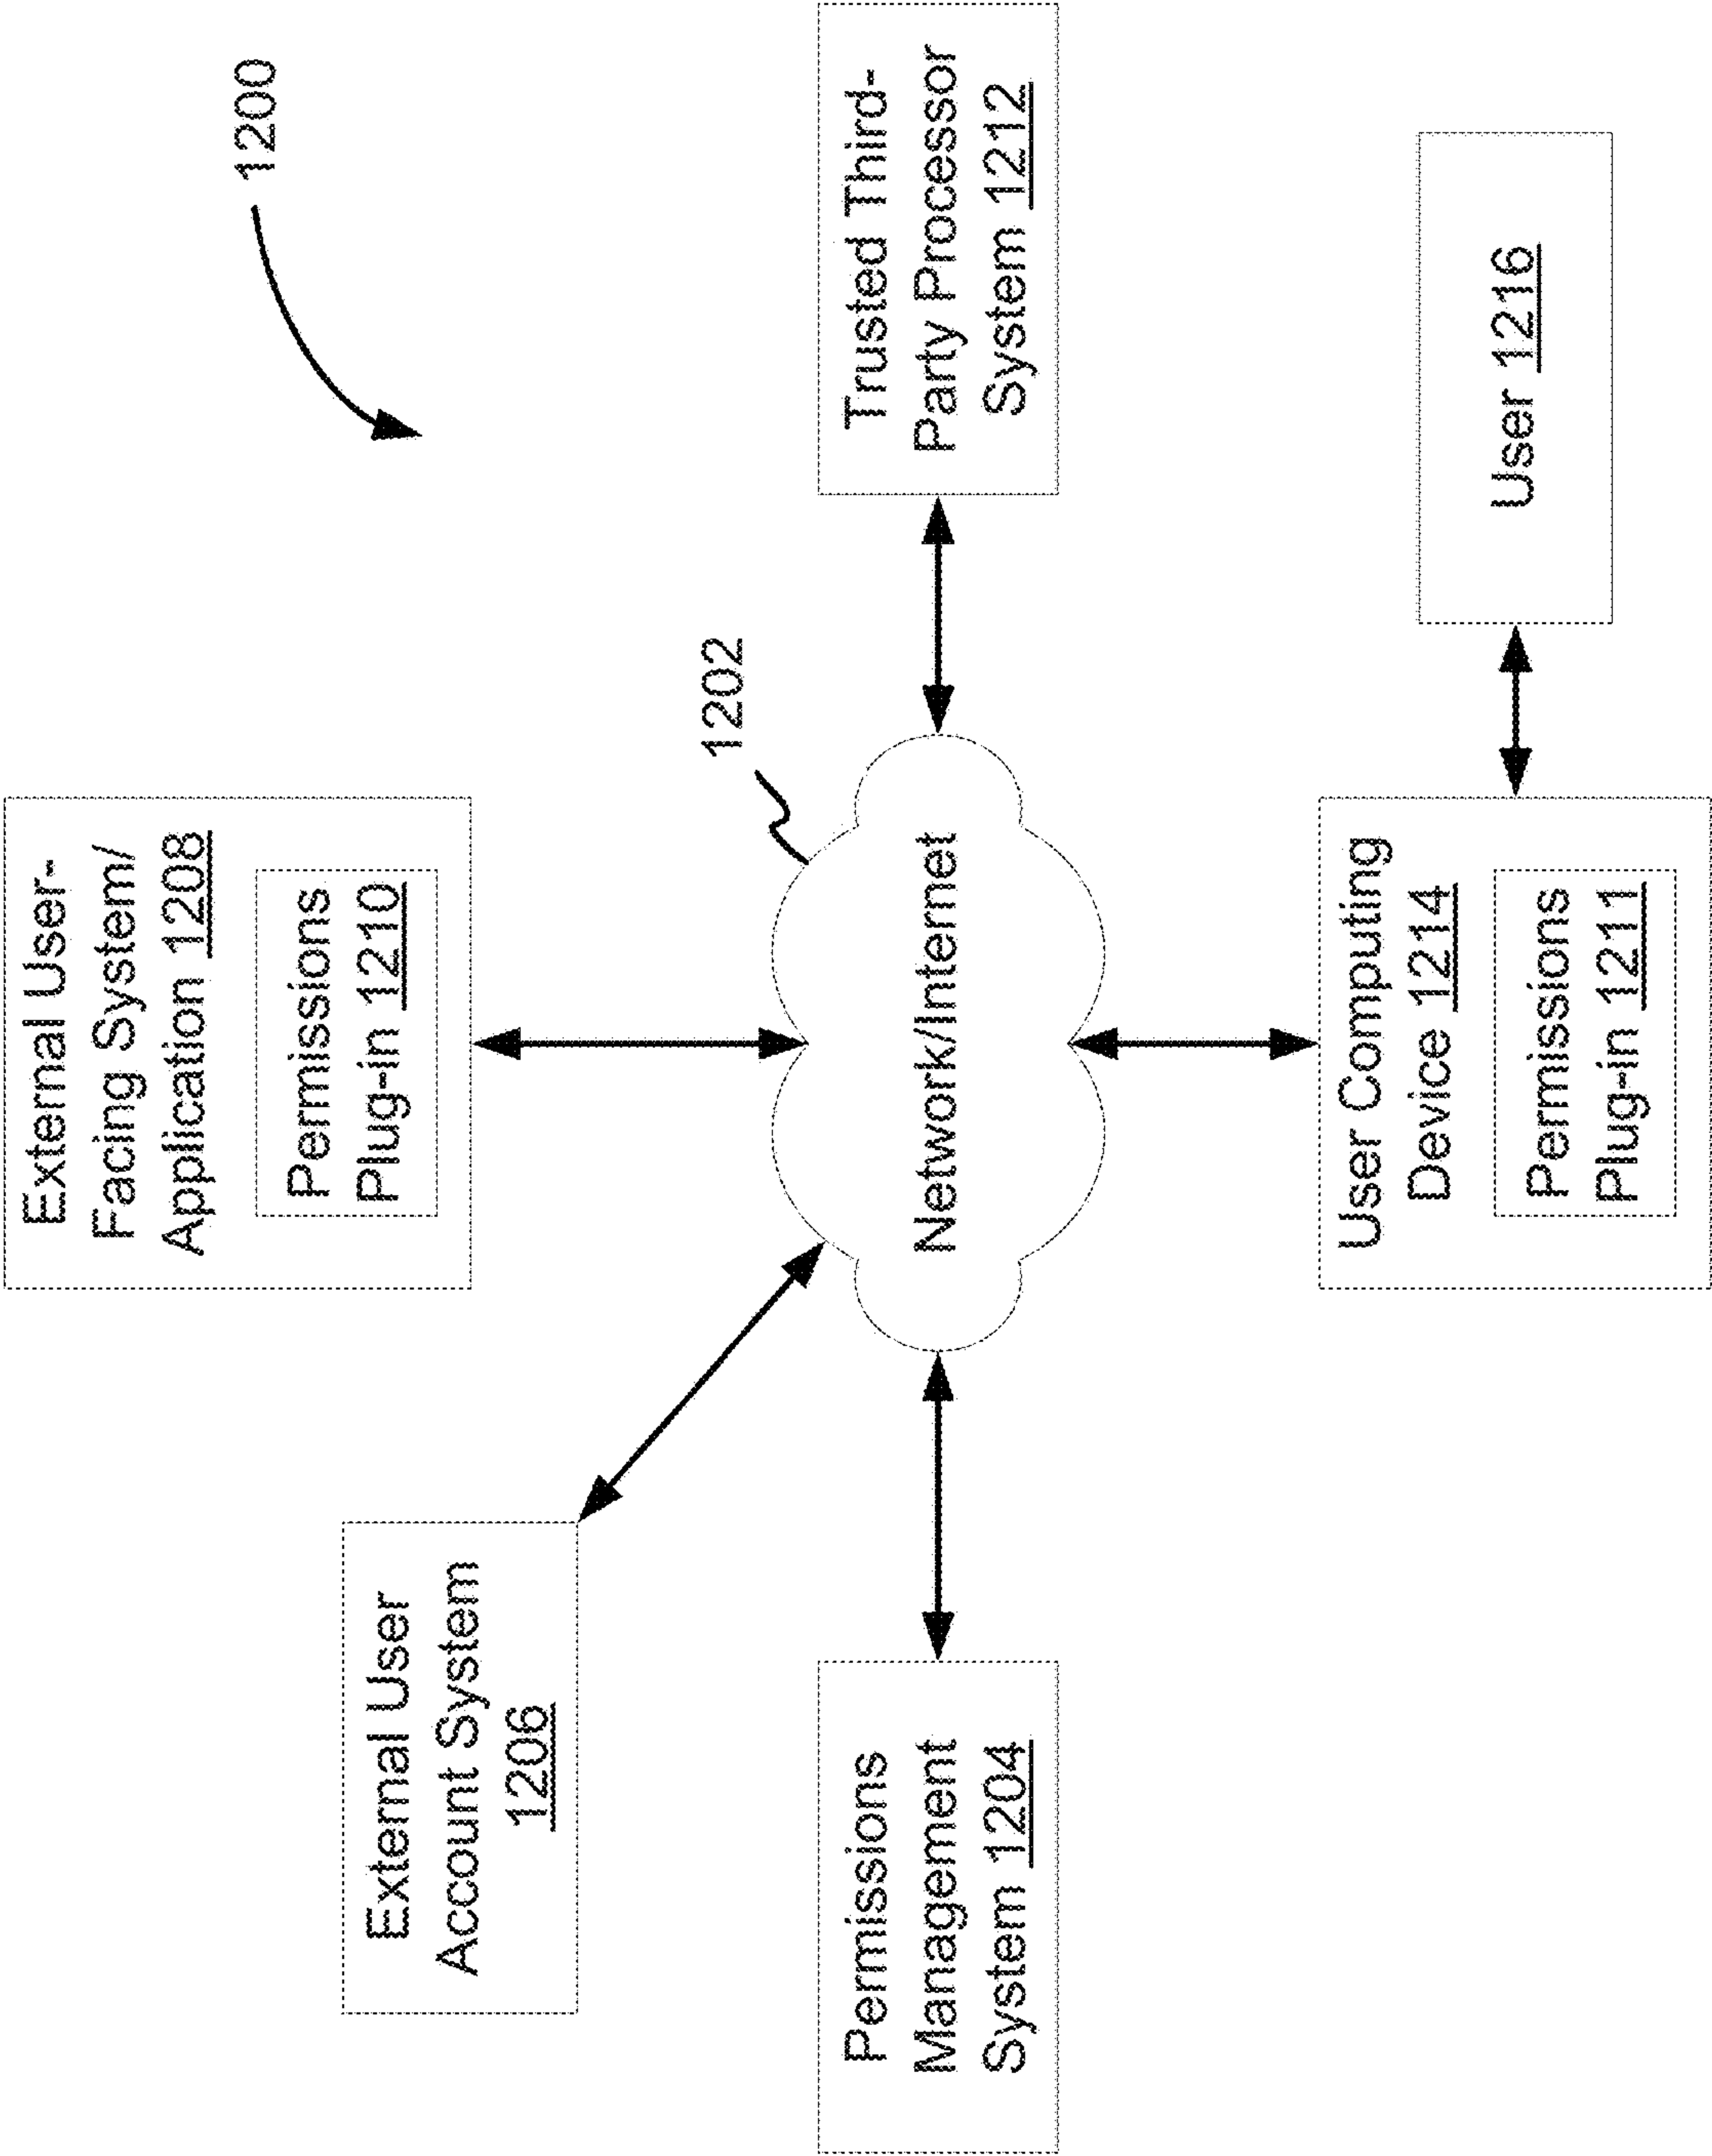 1200
External User-
Facing System/
Application 1208
Permissions
Plug-in 1210
External User
Account System
1206
1202
Permissions
Management
System 1204
Network/Internet
Trusted Third-
Party Processor
System 1212
User Computing
Device 1214
Permissions
Plug-in 1211
User 1216